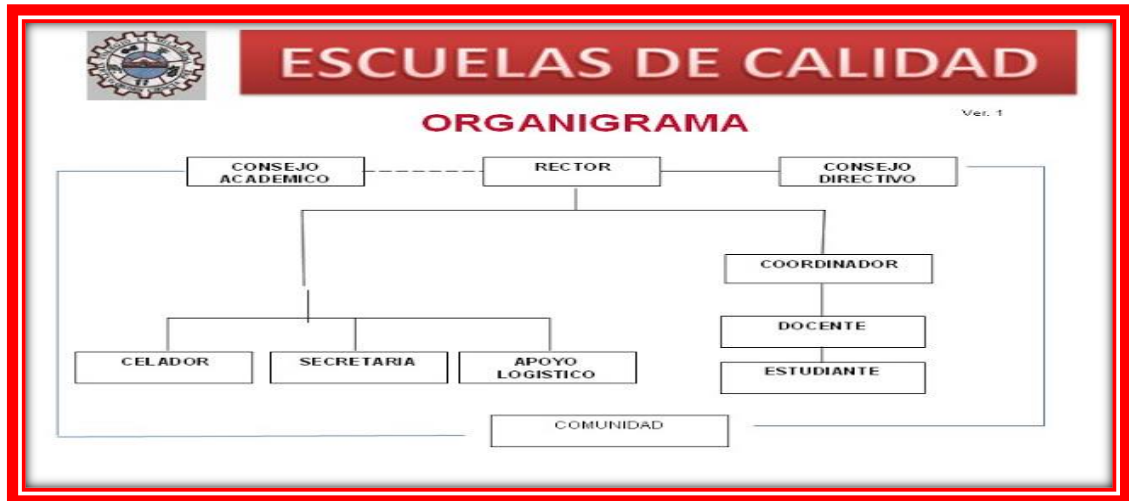 ESCUELAS DE CALIDAD
ORGANIGRAMA
Ver. 1
CONSEJO
ACADEMICO
RECTOR
CONSEJO
DIRECTIVO
COORDINADOR
DOCENTE
CELADOR
SECRETARIA
APOYO
LOGISTICO
ESTUDIANTE
COMUNIDAD